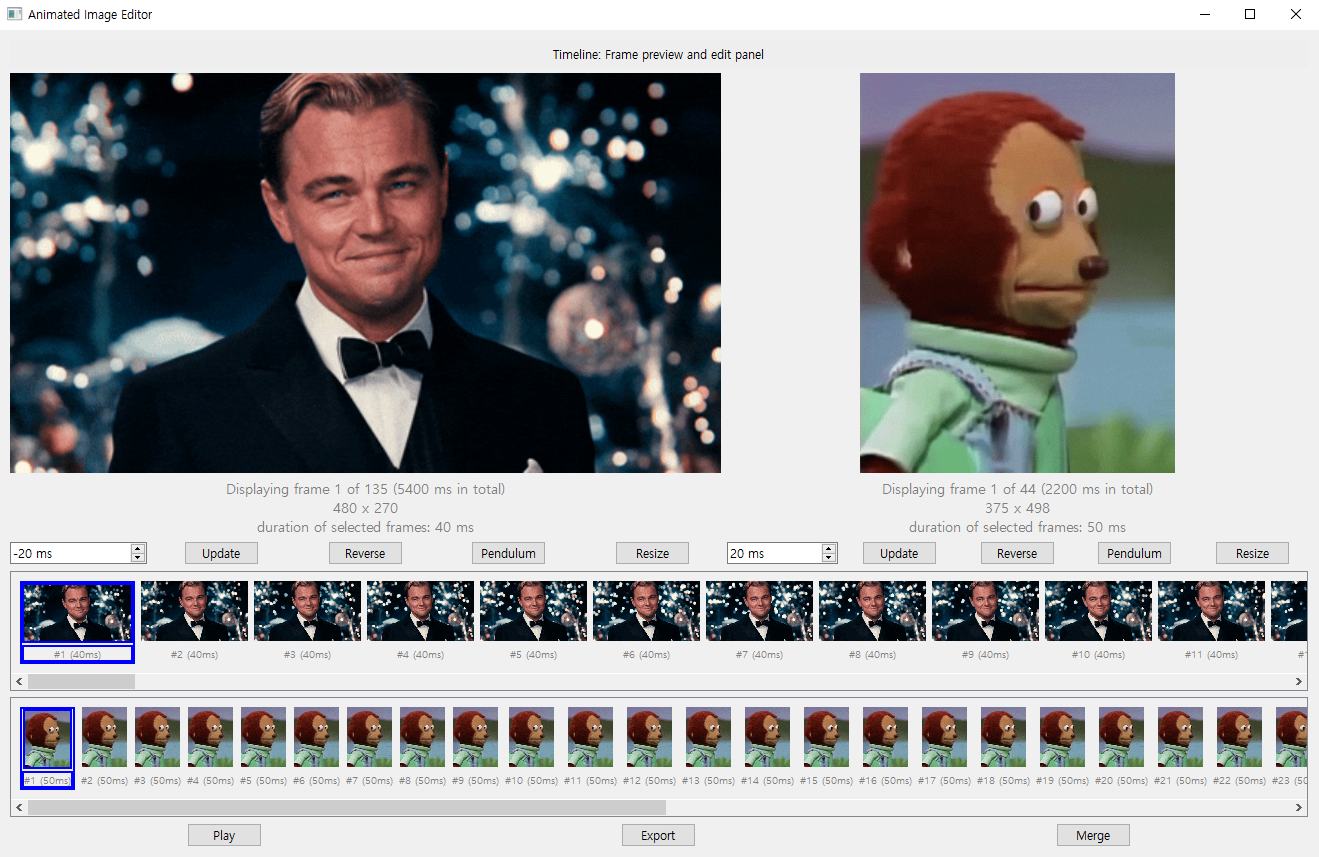 Animated Image Editor
Timeline: Frame preview and edit panel
Displaying frame 1 of 135 (5400 ms in total)
480 x 270
duration of selected frames: 40 ms
Displaying frame 1 of 44 (2200 ms in total)
375 x 498
duration of selected frames: 50 ms
-20 ms Update Reverse Pendulum Resize 20 ms Update Reverse Pendulum Resize
#1 (40ms) #2 (40ms) #3 (40ms) #4 (40ms) #5 (40ms) #6 (40ms) #7 (40ms) #8 (40ms) #9 (40ms) #10 (40ms) #11 (40ms)
#1 (50ms) #2 (50ms) #3 (50ms) #4 (50ms) #5 (50ms) #6 (50ms) #7 (50ms) #8 (50ms) #9 (50ms) #10 (50ms) #11 (50ms) #12 (50ms) #13 (50ms) #14 (50ms) #15 (50ms) #16 (50ms) #17 (50ms) #18 (50ms) #19 (50ms) #20 (50ms) #21 (50ms) #22 (50ms) #23 (50
Play Export Merge